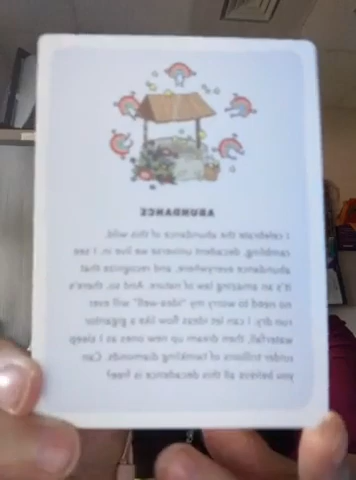 ABUNDANCE
I celebrate the abundance of this wild,
rambling, decadent universe we live in. I see
abundance everywhere, and recognize that
it's an amazing law of nature. And so, there's
no need to worry my "idea-well" will ever
run dry. I can let ideas flow like a gigantor
waterfall, then dream up new ones as I sleep
under trillions of twinkling diamonds. Can
you believe all this decadence is free?